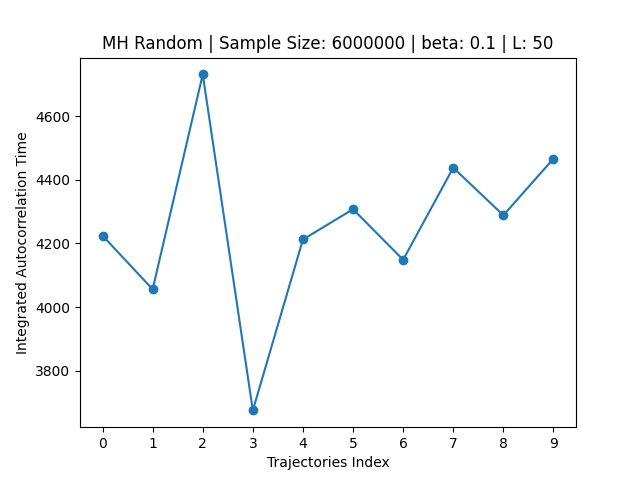 MH Random | Sample Size: 6000000 | beta: 0.1 | L: 50
Integrated Autocorrelation Time
4600
4400
4200
4000
3800
0 1 2 3 4 5 6 7 8 9
Trajectories Index